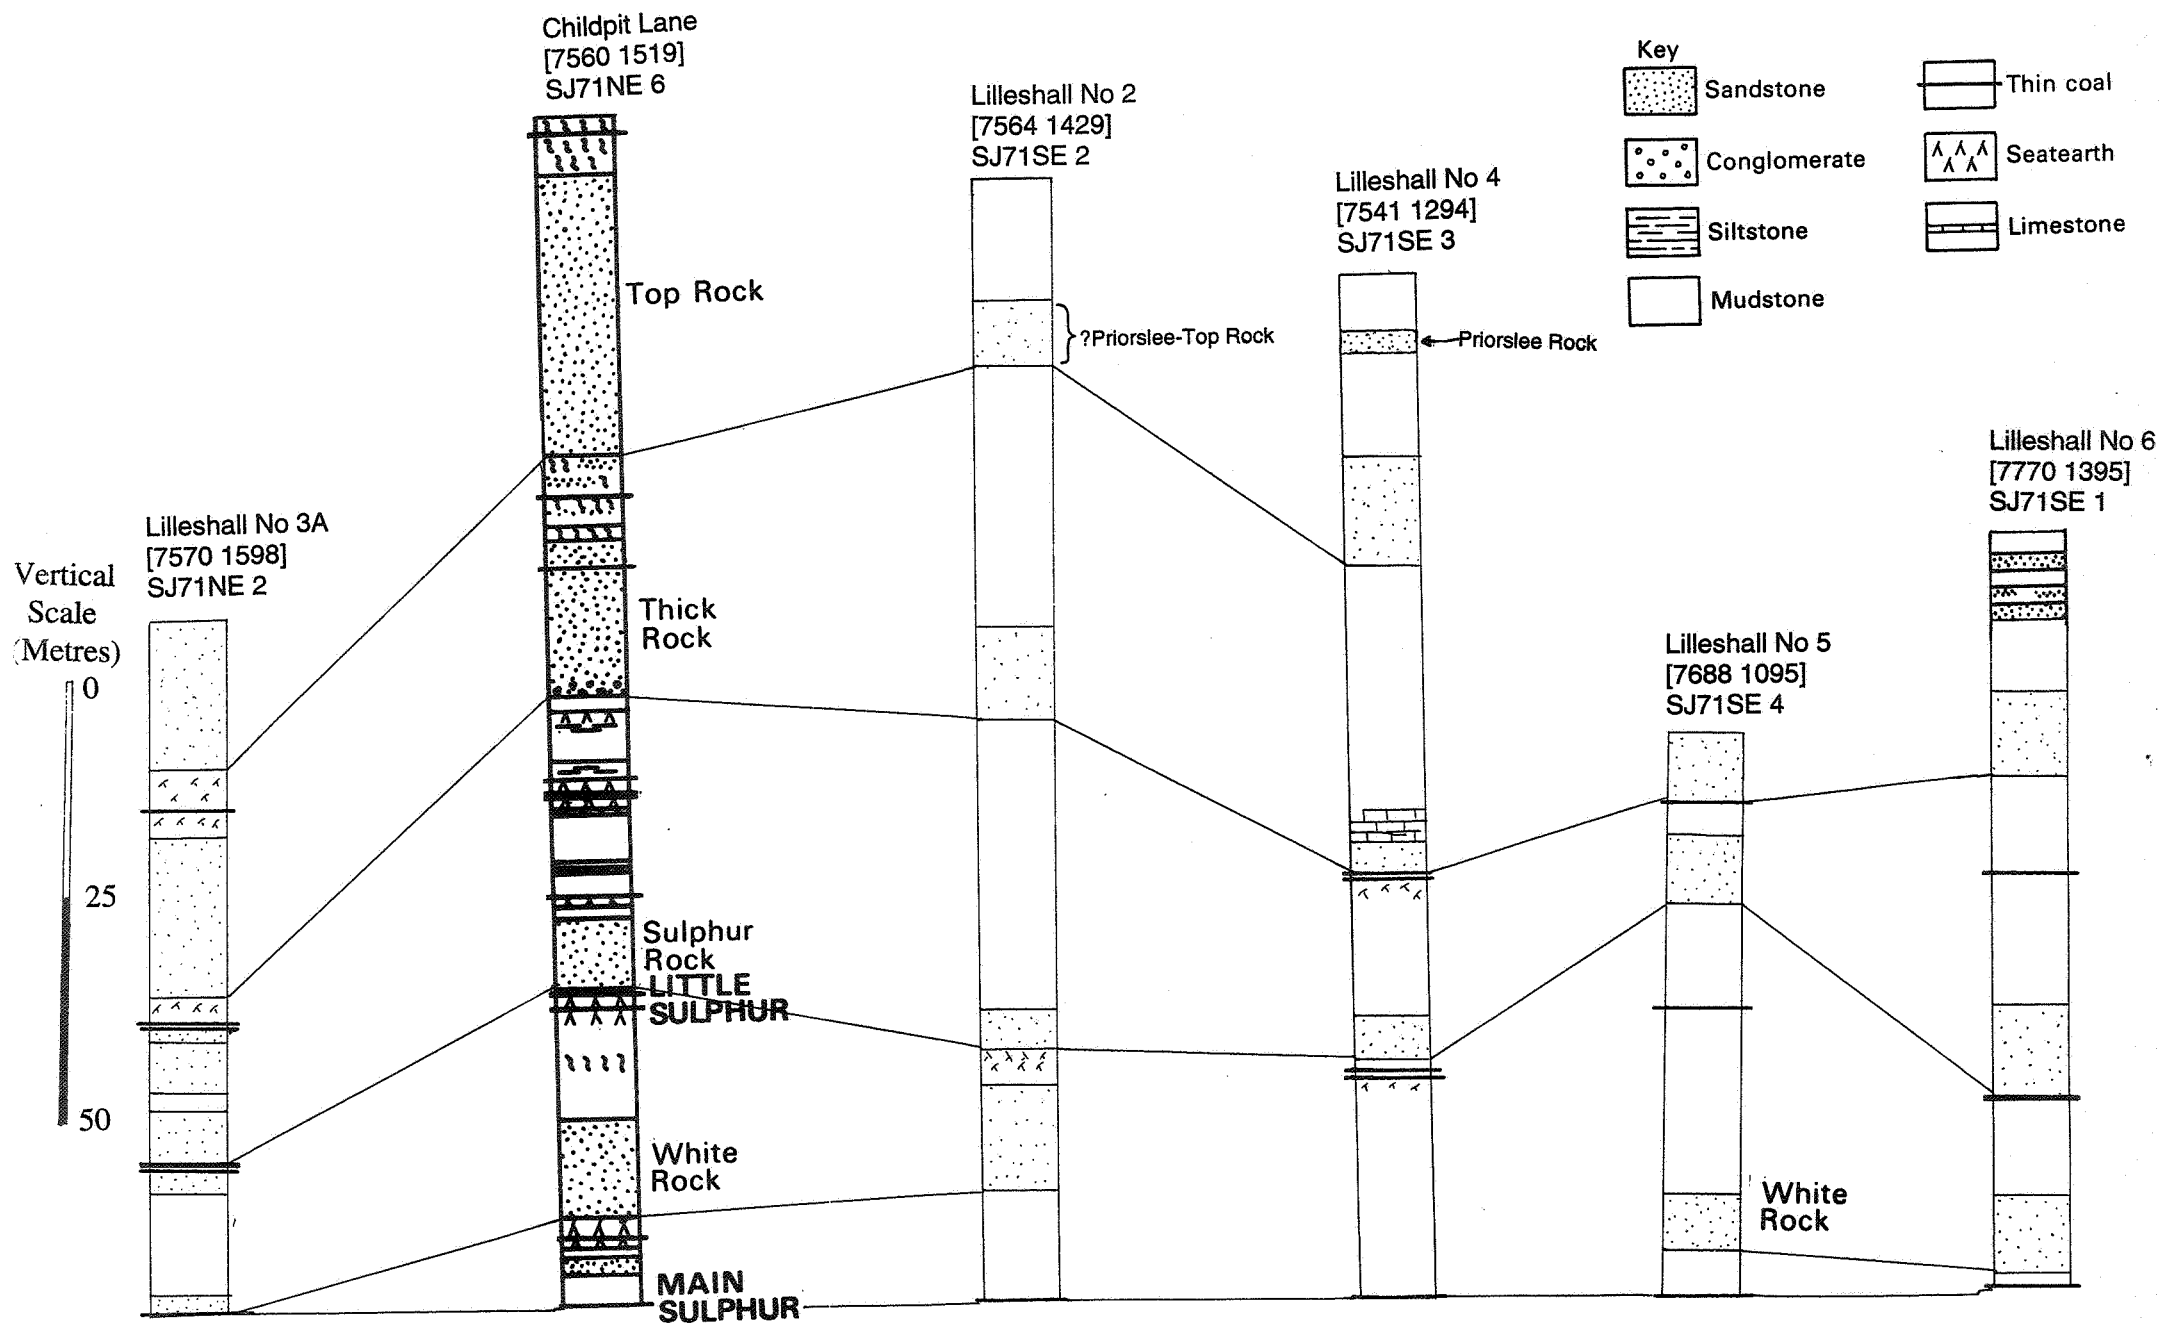 Childpit Lane
[7560 1519]
SJ71NE 6
Lilleshall No 2
[7564 1429]
SJ71SE 2
Lilleshall No 4
[7541 1294]
SJ71SE 3
Key
Sandstone
Conglomerate
Siltstone
Mudstone
Thin coal
Seatearth
Limestone
Top Rock
?Priorslee-Top Rock
Priorslee Rock
Lilleshall No 6
[7770 1395]
SJ71SE 1
Lilleshall No 3A
[7570 1598]
SJ71NE 2
Vertical
Scale
(Metres)
0
25
50
Thick
Rock
Lilleshall No 5
[7688 1095]
SJ71SE 4
Sulphur
Rock
LITTLE
SULPHUR
White
Rock
White
Rock
MAIN
SULPHUR